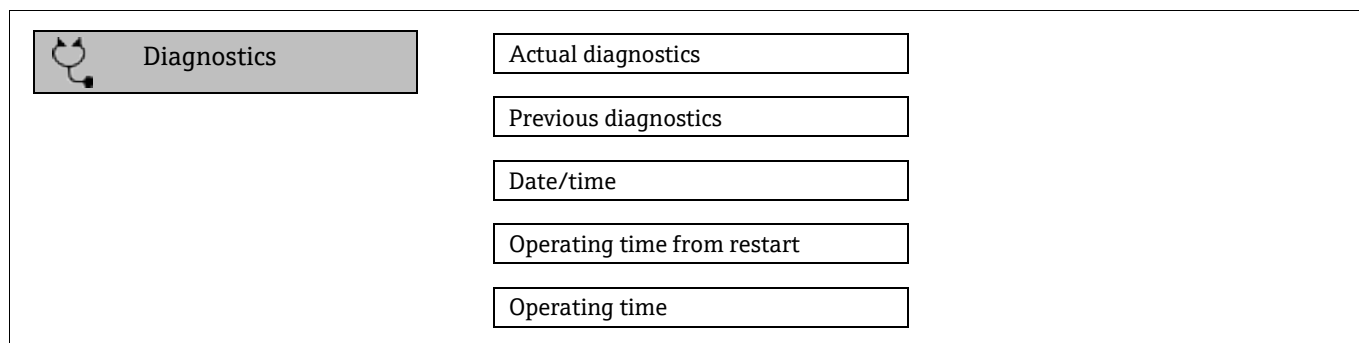 Diagnostics
Actual diagnostics
Previous diagnostics
Date/time
Operating time from restart
Operating time